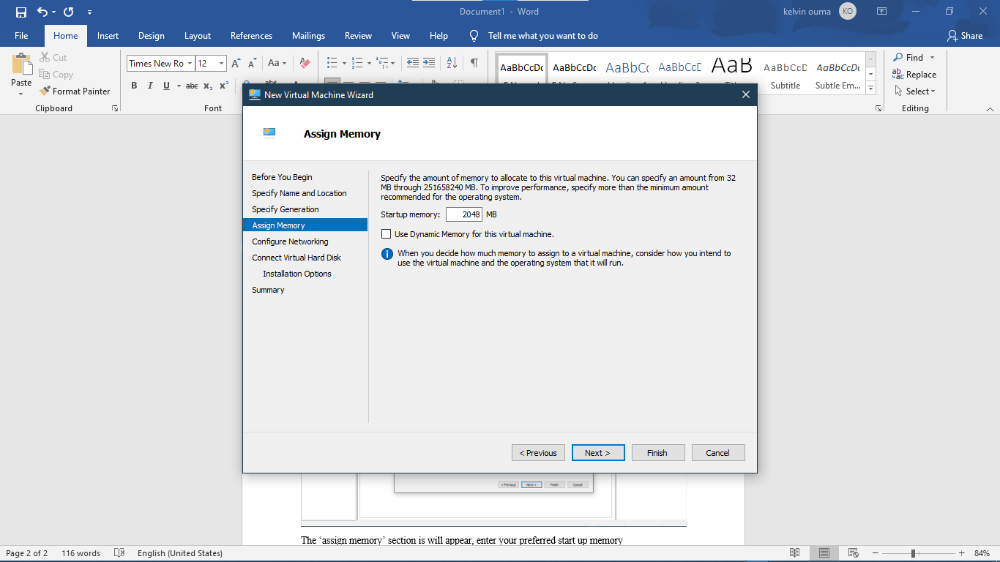 Document1 - Word
kelvin ouma
KO
File
Home
Insert
Design
Layout
References
Mailings
Review
View
Help
Tell me what you want to do
Share
Paste
Cut
Copy
Format Painter
Clipboard
Times New Ro
12
Aa
B I U abc x₂ x²
Font
AaBbCcDc
AaBbCcDc
AaBbCc
AaBbCcD
AaB
AaBbCcD
AaBbCcDc
Subtitle
Subtle Em...
Find
Replace
Select
Editing
New Virtual Machine Wizard
Assign Memory
Before You Begin
Specify Name and Location
Specify Generation
Assign Memory
Configure Networking
Connect Virtual Hard Disk
Installation Options
Summary
Specify the amount of memory to allocate to this virtual machine. You can specify an amount from 32
MB through 251658240 MB. To improve performance, specify more than the minimum amount
recommended for the operating system.
Startup memory: 2048 MB
Use Dynamic Memory for this virtual machine.
When you decide how much memory to assign to a virtual machine, consider how you intend to
use the virtual machine and the operating system that it will run.
< Previous
Next >
Finish
Cancel
< Previous
Next >
Finish
Cancel
The ‘assign memory’ section is will appear, enter your preferred start up memory
Page 2 of 2
116 words
English (United States)
84%